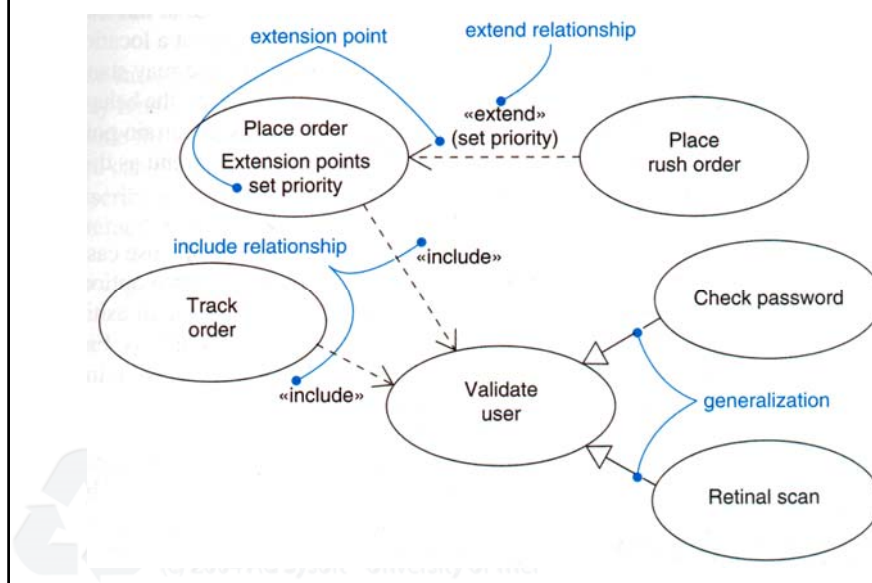 extension point
extend relationship
«extend»
(set priority)
Place order
Extension points
set priority
Place
rush order
include relationship
«include»
Track
order
«include»
Check password
Validate
user
generalization
Retinal scan